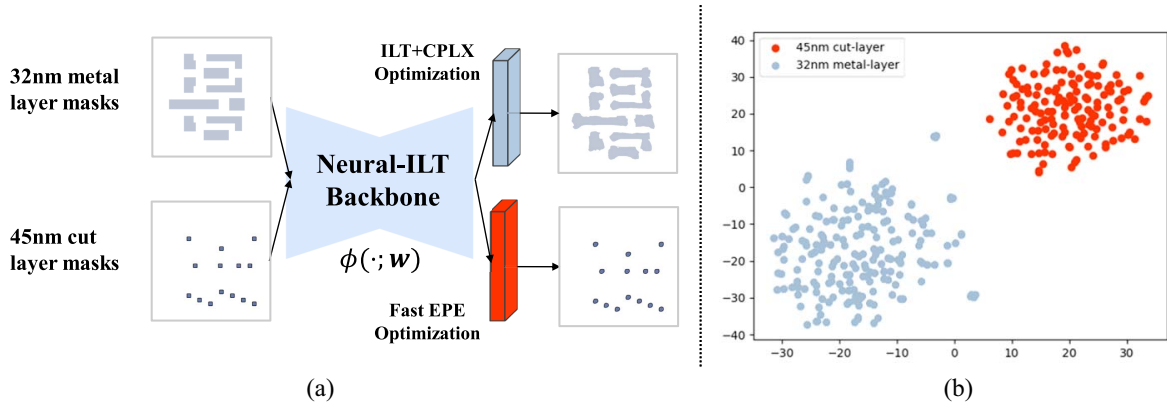 32nm metal
layer masks
45nm cut
layer masks
Neural-ILT
Backbone
ϕ(·; w)
ILT+CPLX
Optimization
Fast EPE
Optimization
(a)
45nm cut-layer
32nm metal-layer
40
30
20
10
0
−10
−20
−30
−40
−30 −20 −10 0 10 20 30
(b)